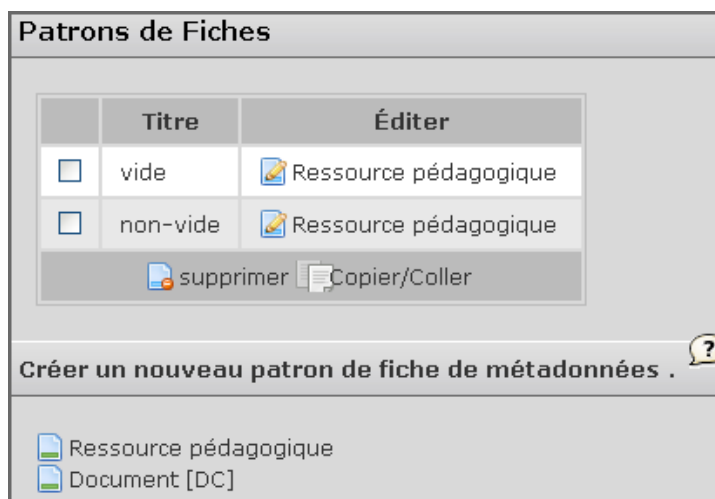 Patrons de Fiches
Titre Éditer
vide Ressource pédagogique
non-vide Ressource pédagogique
supprimer Copier/Coller
?
Créer un nouveau patron de fiche de métadonnées .
Ressource pédagogique
Document [DC]